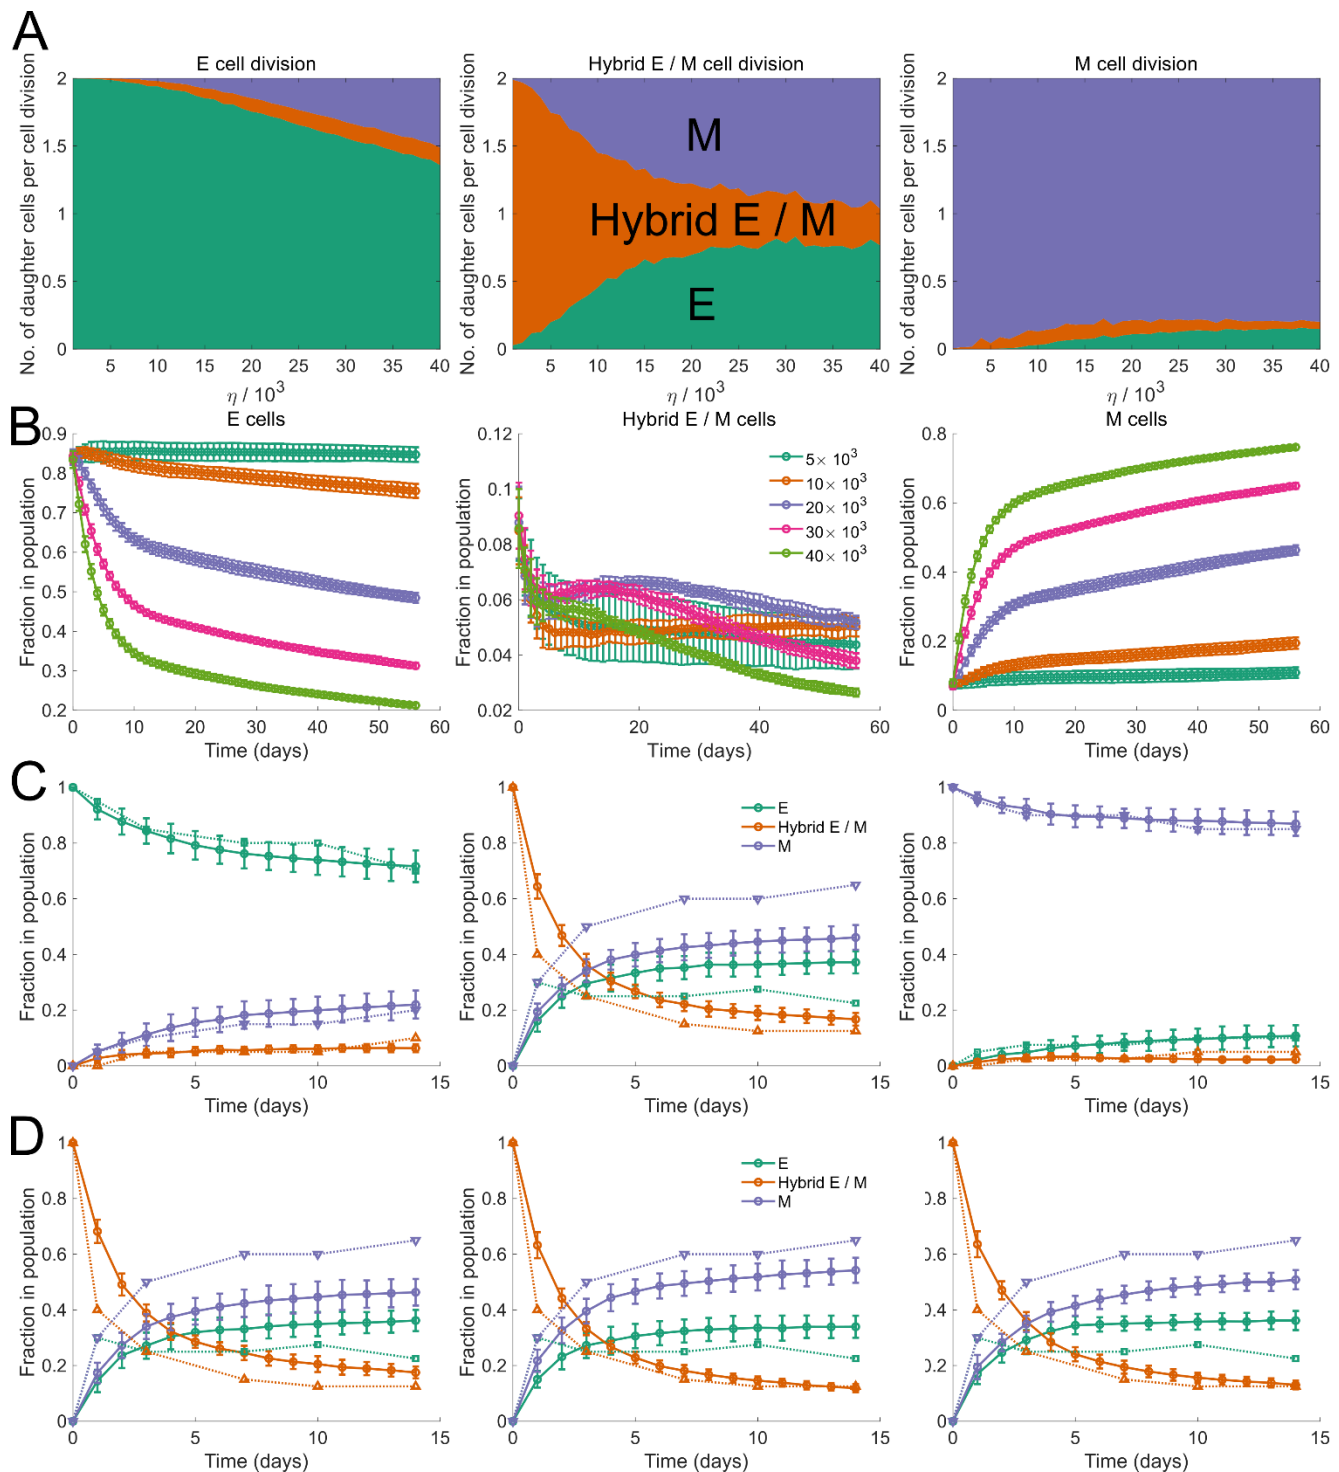 A
E cell division
Hybrid E / M cell division
M cell division
No. of daughter cells per cell division
2
1.5
1
0.5
0
5 10 15 20 25 30 35 40
η / 10³
No. of daughter cells per cell division
2
1.5
1
0.5
0
M
Hybrid E / M
E
5 10 15 20 25 30 35 40
η / 10³
No. of daughter cells per cell division
2
1.5
1
0.5
0
5 10 15 20 25 30 35 40
η / 10³
B
E cells
Hybrid E / M cells
M cells
Fraction in population
0.9
0.8
0.7
0.6
0.5
0.4
0.3
0.2
0 10 20 30 40 50 60
Time (days)
Fraction in population
0.12
0.1
0.08
0.06
0.04
0.02
5× 10³
10× 10³
20× 10³
30× 10³
40× 10³
0 20 40 60
Time (days)
Fraction in population
0.8
0.6
0.4
0.2
0
0 10 20 30 40 50 60
Time (days)
C
Fraction in population
1
0.8
0.6
0.4
0.2
0
0 5 10 15
Time (days)
Fraction in population
1
0.8
0.6
0.4
0.2
0
E
Hybrid E / M
M
0 5 10 15
Time (days)
Fraction in population
1
0.8
0.6
0.4
0.2
0
0 5 10 15
Time (days)
D
Fraction in population
1
0.8
0.6
0.4
0.2
0
0 5 10 15
Time (days)
Fraction in population
1
0.8
0.6
0.4
0.2
0
E
Hybrid E / M
M
0 5 10 15
Time (days)
Fraction in population
1
0.8
0.6
0.4
0.2
0
0 5 10 15
Time (days)